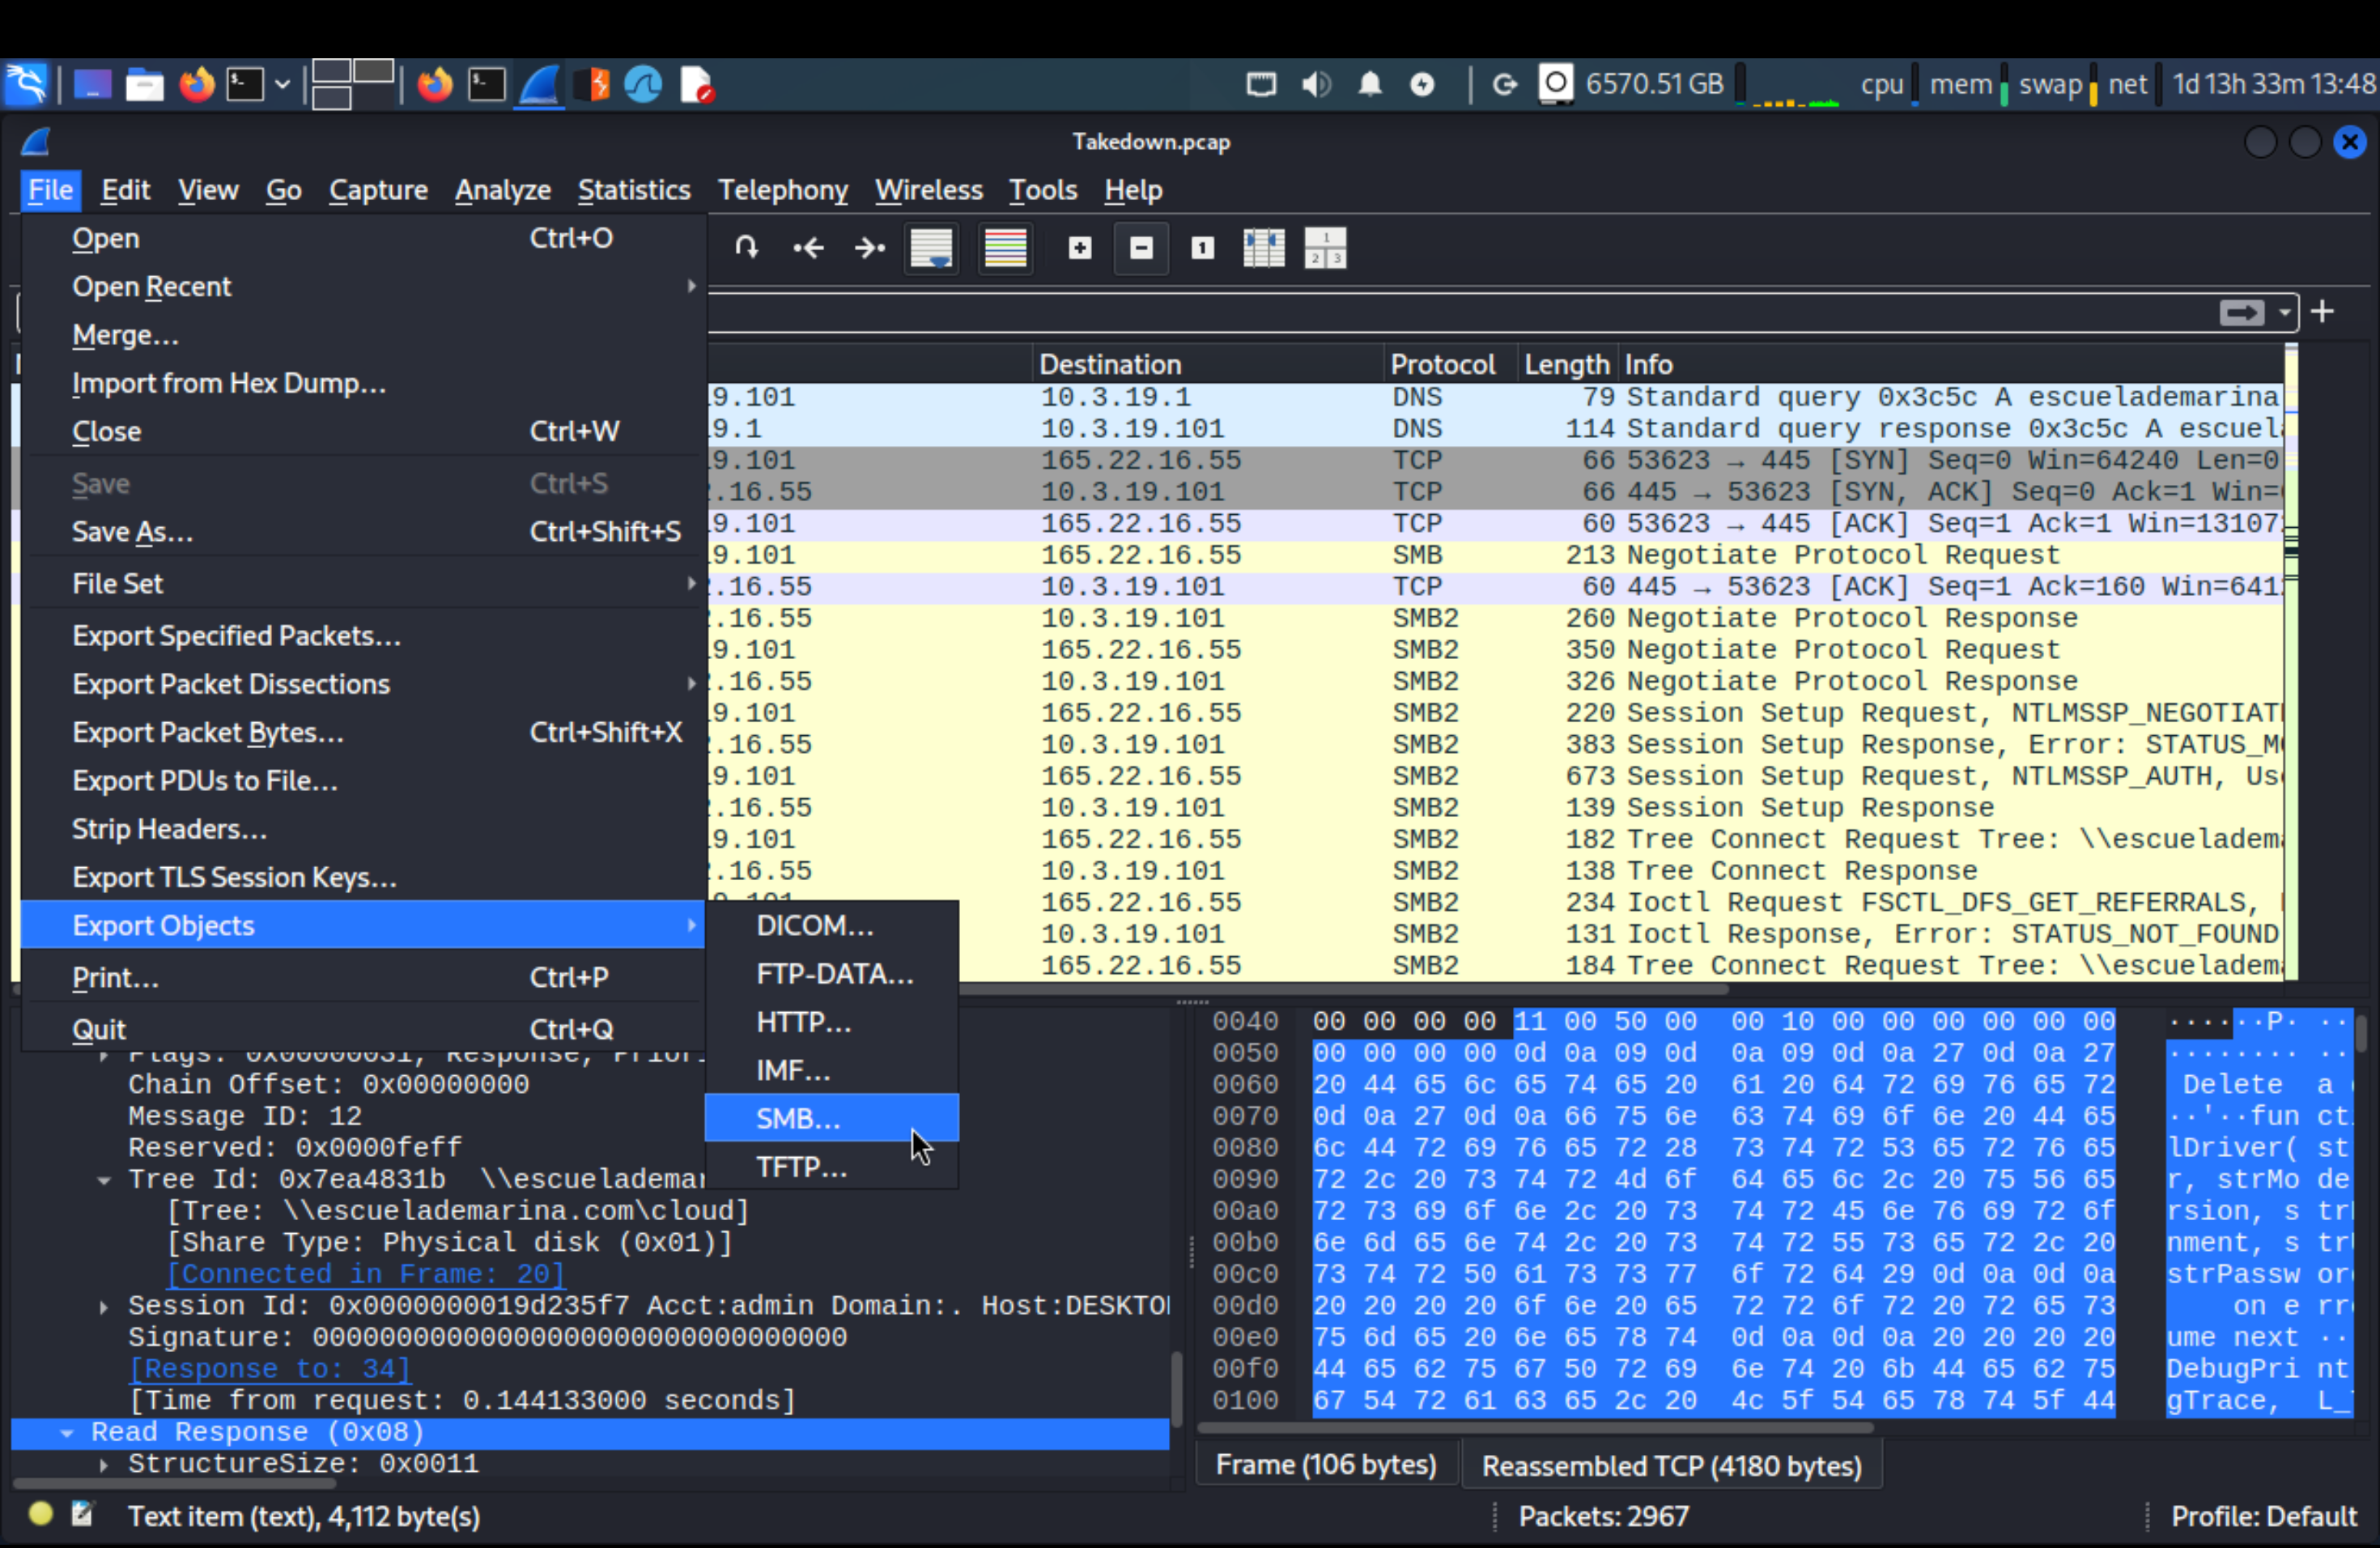 6570.51 GB cpu mem swap net 1d 13h 33m 13:48
Takedown.pcap
File Edit View Go Capture Analyze Statistics Telephony Wireless Tools Help
Open Ctrl+O
Open Recent
Merge...
Import from Hex Dump...
Close Ctrl+W
Save Ctrl+S
Save As... Ctrl+Shift+S
File Set
Export Specified Packets...
Export Packet Dissections
Export Packet Bytes... Ctrl+Shift+X
Export PDUs to File...
Strip Headers...
Export TLS Session Keys...
Export Objects
Print... Ctrl+P
Quit Ctrl+Q
DICOM...
FTP-DATA...
HTTP...
IMF...
SMB...
TFTP...
Destination Protocol Length Info
9.101 10.3.19.1 DNS 79 Standard query 0x3c5c A escuelademarina
9.1 10.3.19.101 DNS 114 Standard query response 0x3c5c A escuel
9.101 165.22.16.55 TCP 66 53623 → 445 [SYN] Seq=0 Win=64240 Len=0
.16.55 10.3.19.101 TCP 66 445 → 53623 [SYN, ACK] Seq=0 Ack=1 Win=
9.101 165.22.16.55 TCP 60 53623 → 445 [ACK] Seq=1 Ack=1 Win=13107
9.101 165.22.16.55 SMB 213 Negotiate Protocol Request
.16.55 10.3.19.101 TCP 60 445 → 53623 [ACK] Seq=1 Ack=160 Win=641
.16.55 10.3.19.101 SMB2 260 Negotiate Protocol Response
9.101 165.22.16.55 SMB2 350 Negotiate Protocol Request
.16.55 10.3.19.101 SMB2 326 Negotiate Protocol Response
9.101 165.22.16.55 SMB2 220 Session Setup Request, NTLMSSP_NEGOTIAT
.16.55 10.3.19.101 SMB2 383 Session Setup Response, Error: STATUS_M
9.101 165.22.16.55 SMB2 673 Session Setup Request, NTLMSSP_AUTH, Us
.16.55 10.3.19.101 SMB2 139 Session Setup Response
9.101 165.22.16.55 SMB2 182 Tree Connect Request Tree: \\escueladem
.16.55 10.3.19.101 SMB2 138 Tree Connect Response
165.22.16.55 SMB2 234 Ioctl Request FSCTL_DFS_GET_REFERRALS,
10.3.19.101 SMB2 131 Ioctl Response, Error: STATUS_NOT_FOUND
165.22.16.55 SMB2 184 Tree Connect Request Tree: \\escueladem
Flags: 0x00000031, Response, Priori
Chain Offset: 0x00000000
Message ID: 12
Reserved: 0x0000feff
Tree Id: 0x7ea4831b \\escuelademar
[Tree: \\escuelademarina.com\cloud]
[Share Type: Physical disk (0x01)]
[Connected in Frame: 20]
Session Id: 0x0000000019d235f7 Acct:admin Domain:. Host:DESKTO
Signature: 00000000000000000000000000000000
[Response to: 34]
[Time from request: 0.144133000 seconds]
Read Response (0x08)
StructureSize: 0x0011
0040 00 00 00 00 11 00 50 00 00 10 00 00 00 00 00 00 ······P· ··
0050 00 00 00 00 0d 0a 09 0d 0a 09 0d 0a 27 0d 0a 27 ········ ··
0060 20 44 65 6c 65 74 65 20 61 20 64 72 69 76 65 72 Delete a
0070 0d 0a 27 0d 0a 66 75 6e 63 74 69 6f 6e 20 44 65 ··'··fun ct
0080 6c 44 72 69 76 65 72 28 73 74 72 53 65 72 76 65 lDriver( st
0090 72 2c 20 73 74 72 4d 6f 64 65 6c 2c 20 75 56 65 r, strMo de
00a0 72 73 69 6f 6e 2c 20 73 74 72 45 6e 76 69 72 6f rsion, s tr
00b0 6e 6d 65 6e 74 2c 20 73 74 72 55 73 65 72 2c 20 nment, s tr
00c0 73 74 72 50 61 73 73 77 6f 72 64 29 0d 0a 0d 0a strPassw or
00d0 20 20 20 20 6f 6e 20 65 72 72 6f 72 20 72 65 73 on e rr
00e0 75 6d 65 20 6e 65 78 74 0d 0a 0d 0a 20 20 20 20 ume next ··
00f0 44 65 62 75 67 50 72 69 6e 74 20 6b 44 65 62 75 DebugPri nt
0100 67 54 72 61 63 65 2c 20 4c 5f 54 65 78 74 5f 44 gTrace, L_
Frame (106 bytes) Reassembled TCP (4180 bytes)
Text item (text), 4,112 byte(s) Packets: 2967 Profile: Default